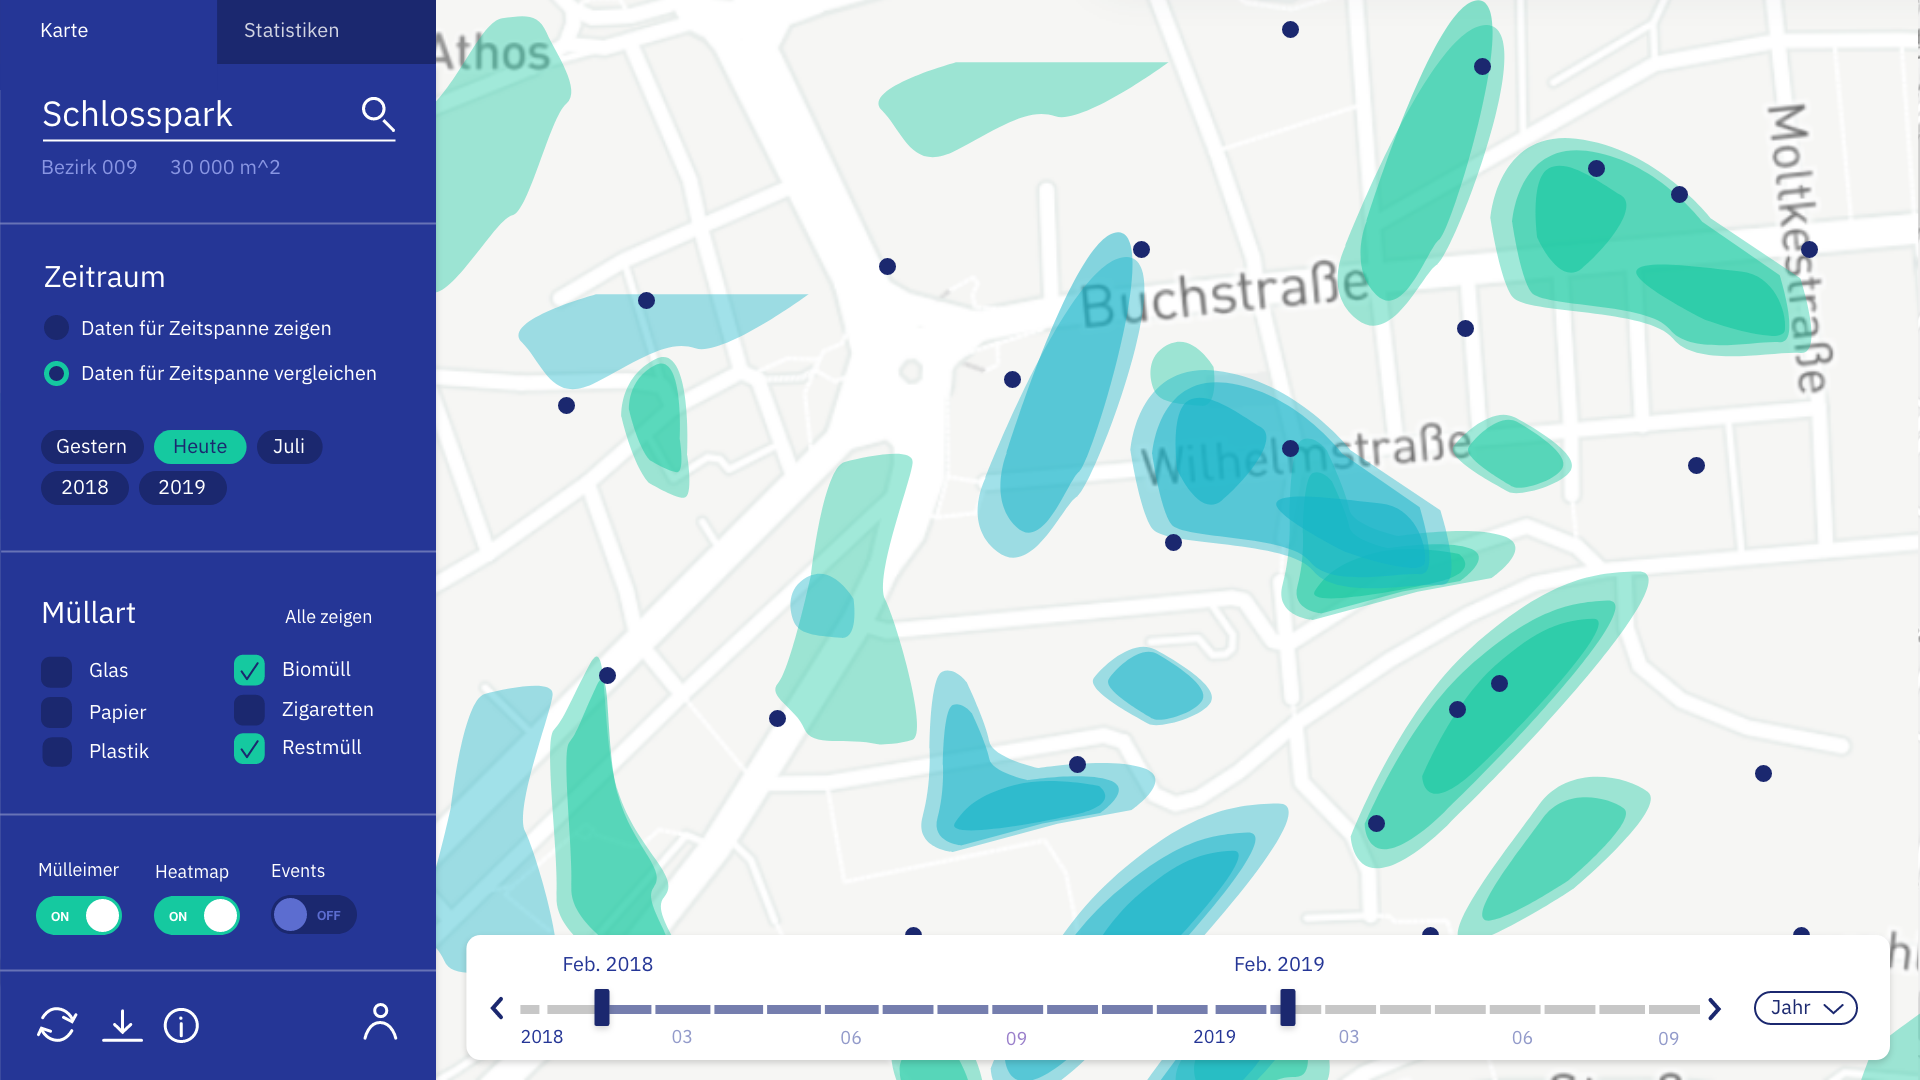 Karte
Statistiken
Schlosspark
Bezirk 009 30 000 m^2
Zeitraum
Daten für Zeitspanne zeigen
Daten für Zeitspanne vergleichen
Gestern Heute Juli
2018 2019
Müllart Alle zeigen
Glas Biomüll
Papier Zigaretten
Plastik Restmüll
Mülleimer Heatmap Events
ON ON OFF
Athos
Moltkestraße
Buchstraße
Wilhelmstraße
Feb. 2018 Feb. 2019
Jahr
2018 03 06 09 2019 03 06 09